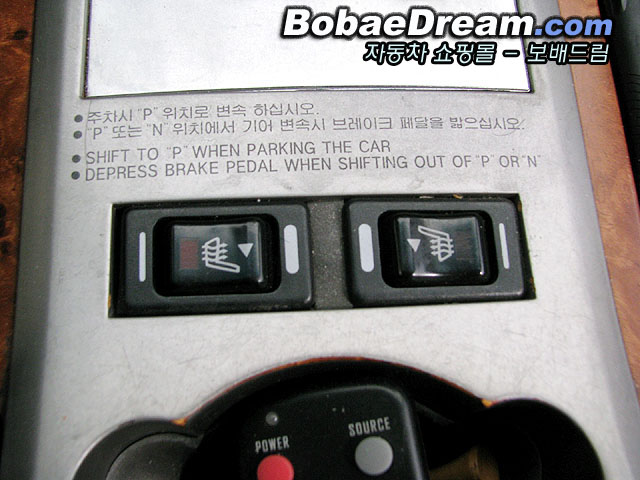 BobaeDream.com
자동차 쇼핑몰 - 보배드림
• 주차시 "P" 위치로 변속 하십시오.
• "P" 또는 "N" 위치에서 기어 변속시 브레이크 페달을 밟으십시오.
• SHIFT TO "P" WHEN PARKING THE CAR
• DEPRESS BRAKE PEDAL WHEN SHIFTING OUT OF "P" OR "N"
POWER
SOURCE